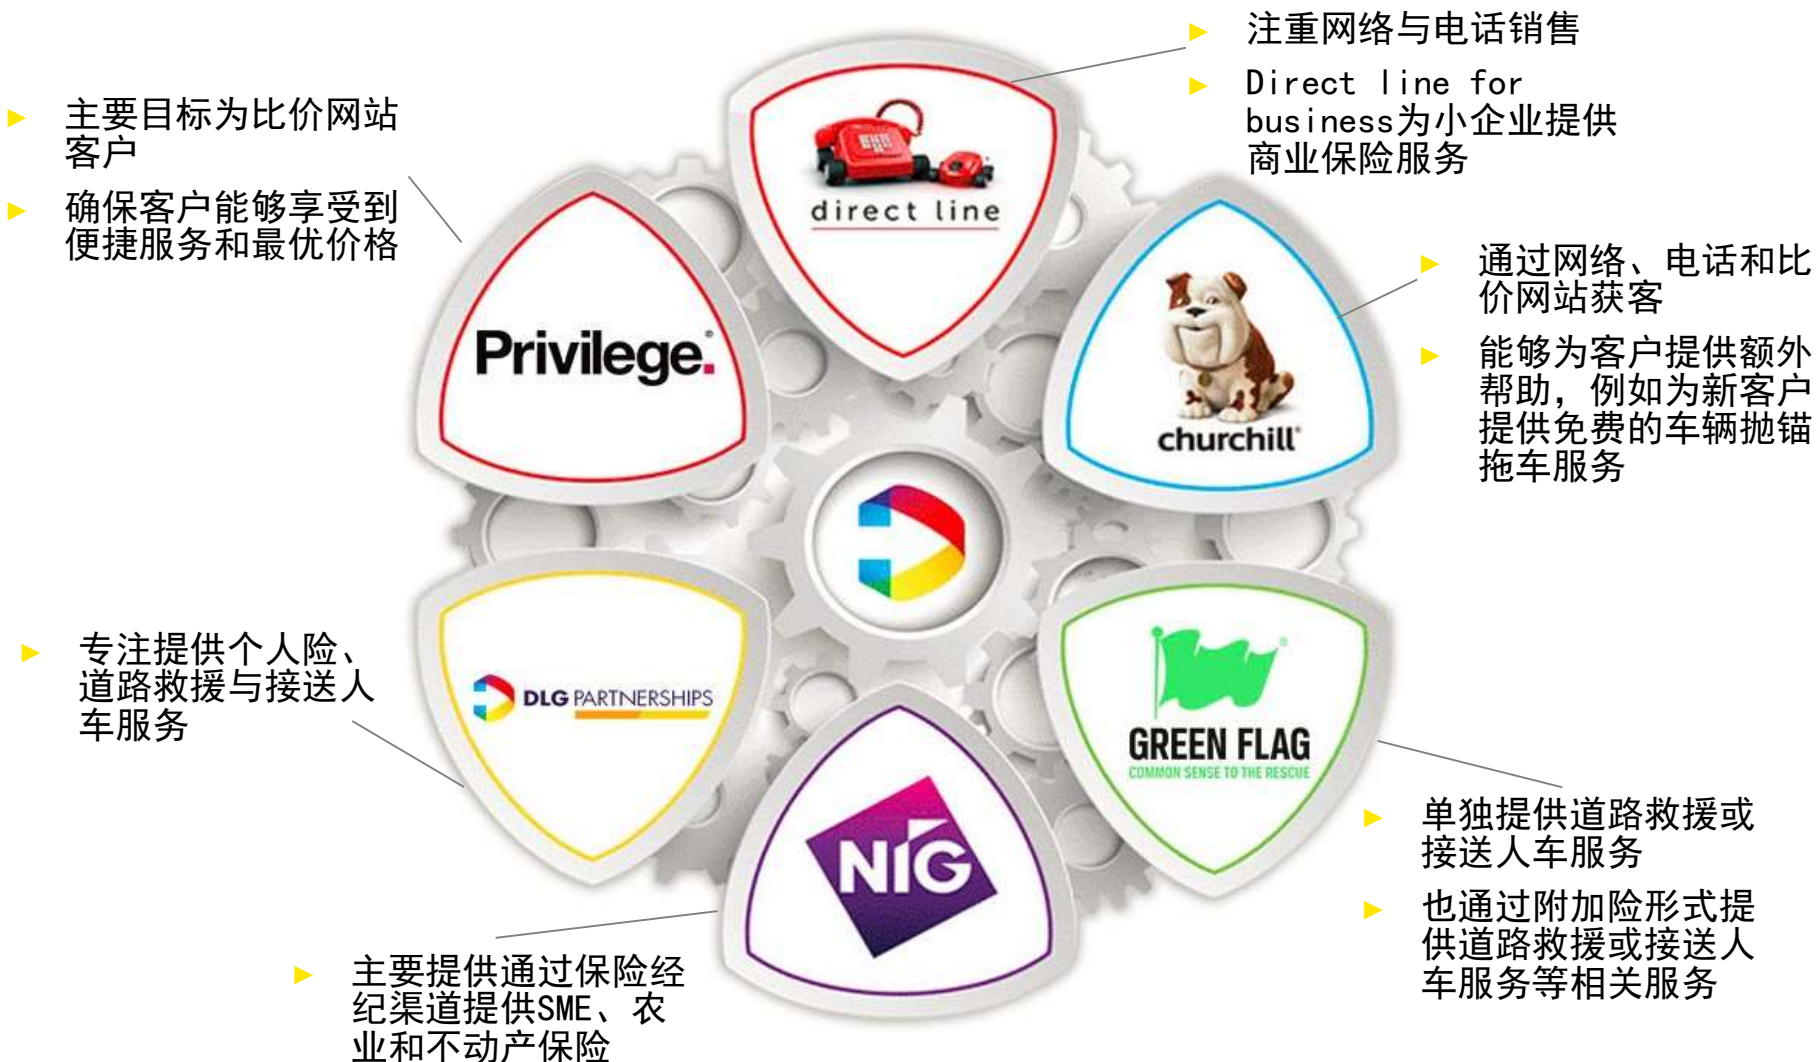 注重网络与电话销售
Direct line for
business为小企业提供
商业保险服务
主要目标为比价网站
客户
确保客户能够享受到
便捷服务和最优价格
direct line
通过网络、电话和比
价网站获客
能够为客户提供额外
帮助，例如为新客户
提供免费的车辆抛锚
拖车服务
Privilege.
churchill
专注提供个人险、
道路救援与接送人
车服务
DLG PARTNERSHIPS
GREEN FLAG
COMMON SENSE TO THE RESCUE
NIG
单独提供道路救援或
接送人车服务
也通过附加险形式提
供道路救援或接送人
车服务等相关服务
主要提供通过保险经
纪渠道提供SME、农
业和不动产保险